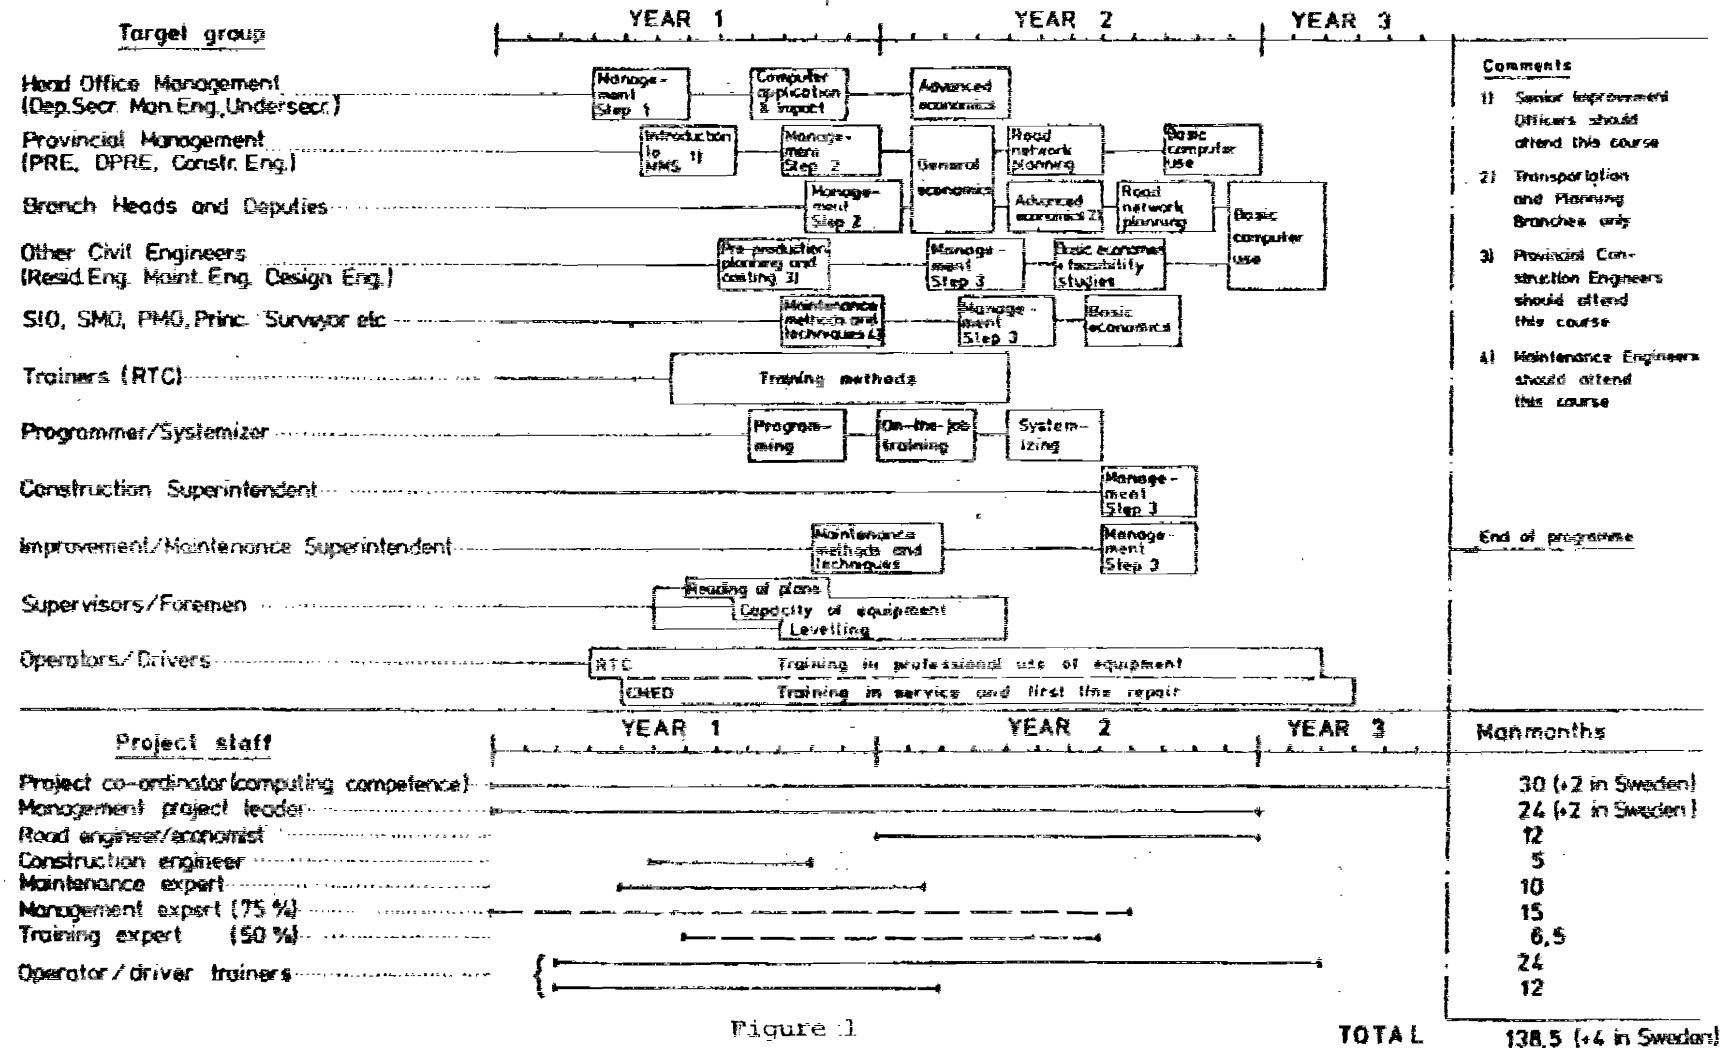 Target group
YEAR 1
YEAR 2
YEAR 3
Head Office Management
(Dep.Secr. Man.Eng.,Undersecr.)
Manage-
ment
Step 1
Computer
application
& impact
Advanced
economics
Provincial Management
(PRE, DPRE, Constr. Eng.)
Introduction
to
MMS 1)
Manage-
ment
Step 2
General
economics
Road
network
planning
Basic
computer
use
Branch Heads and Deputies
Manage-
ment
Step 2
Advanced
economics 2)
Road
network
planning
Basic
computer
use
Other Civil Engineers
(Resid.Eng. Maint. Eng. Design Eng.)
Pre-production
planning and
costing 3)
Manage-
ment
Step 3
Basic economics
+ feasibility
studies
SIO, SMO, PMO, Princ. Surveyor etc
Maintenance
methods and
techniques 4)
Manage-
ment
Step 3
Basic
economics
Trainers (RTC)
Training methods
Programmer/Systemizer
Program-
ming
On-the-job
training
System-
izing
Construction Superintendent
Manage-
ment
Step 3
Improvement/Maintenance Superintendent
Maintenance
methods and
techniques
Manage-
ment
Step 3
Supervisors/Foremen
Reading of plans
Capacity of equipment
Levelling
Operators/Drivers
RTC Training in professional use of equipment
CMED Training in service and first line repair
Comments
1) Senior Improvement
Officers should
attend this course
2) Transportation
and Planning
Branches only
3) Provincial Con-
struction Engineers
should attend
this course
4) Maintenance Engineers
should attend
this course
End of programme
Project staff
YEAR 1
YEAR 2
YEAR 3
Manmonths
Project co-ordinator (computing competence)
30 (+2 in Sweden)
Management project leader
24 (+2 in Sweden)
Road engineer/economist
12
Construction engineer
5
Maintenance expert
10
Management expert (75 %)
15
Training expert (50 %)
6,5
Operator/driver trainers
24
12
Figure 1
TOTAL 138,5 (+4 in Sweden)